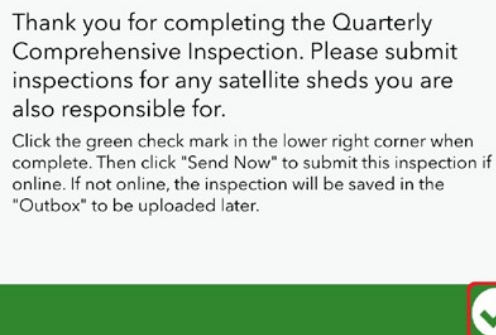 Thank you for completing the Quarterly
Comprehensive Inspection. Please submit
inspections for any satellite sheds you are
also responsible for.
Click the green check mark in the lower right corner when
complete. Then click "Send Now" to submit this inspection if
online. If not online, the inspection will be saved in the
"Outbox" to be uploaded later.